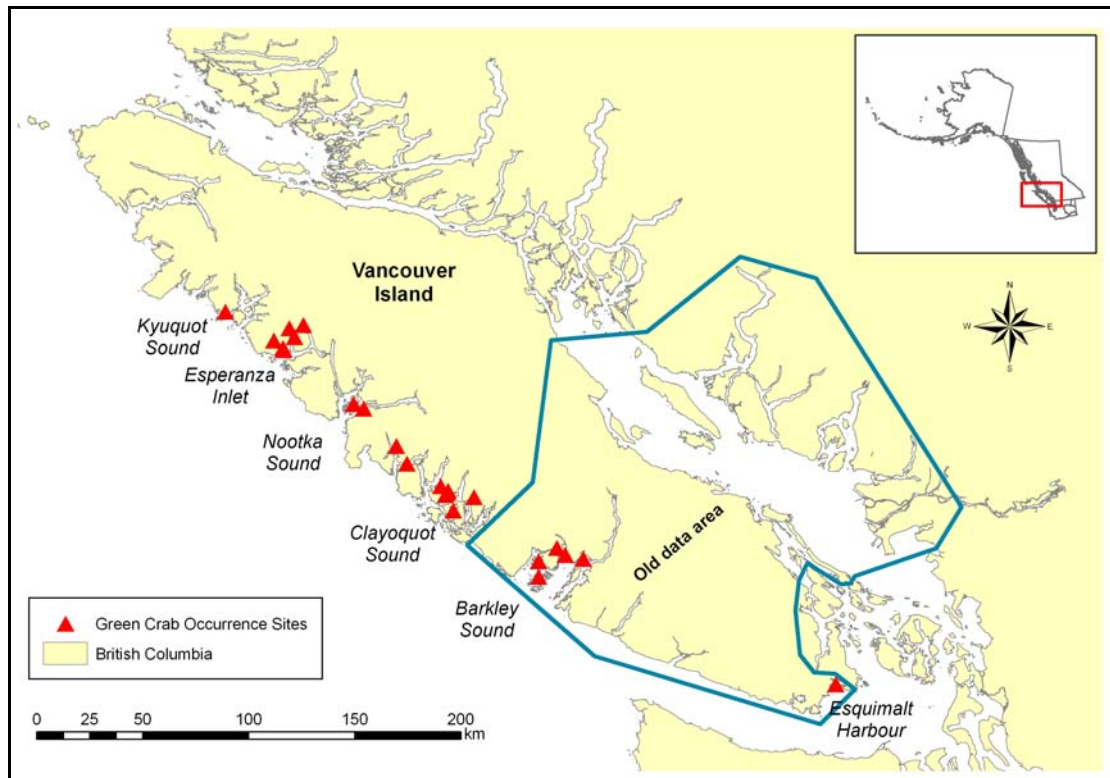 Vancouver
Island
Kyuquot
Sound
Esperanza
Inlet
Nootka
Sound
Clayoquot
Sound
Barkley
Sound
Old data area
Esquimalt
Harbour
N
W
E
S
Green Crab Occurrence Sites
British Columbia
0 25 50 100 150 200
km